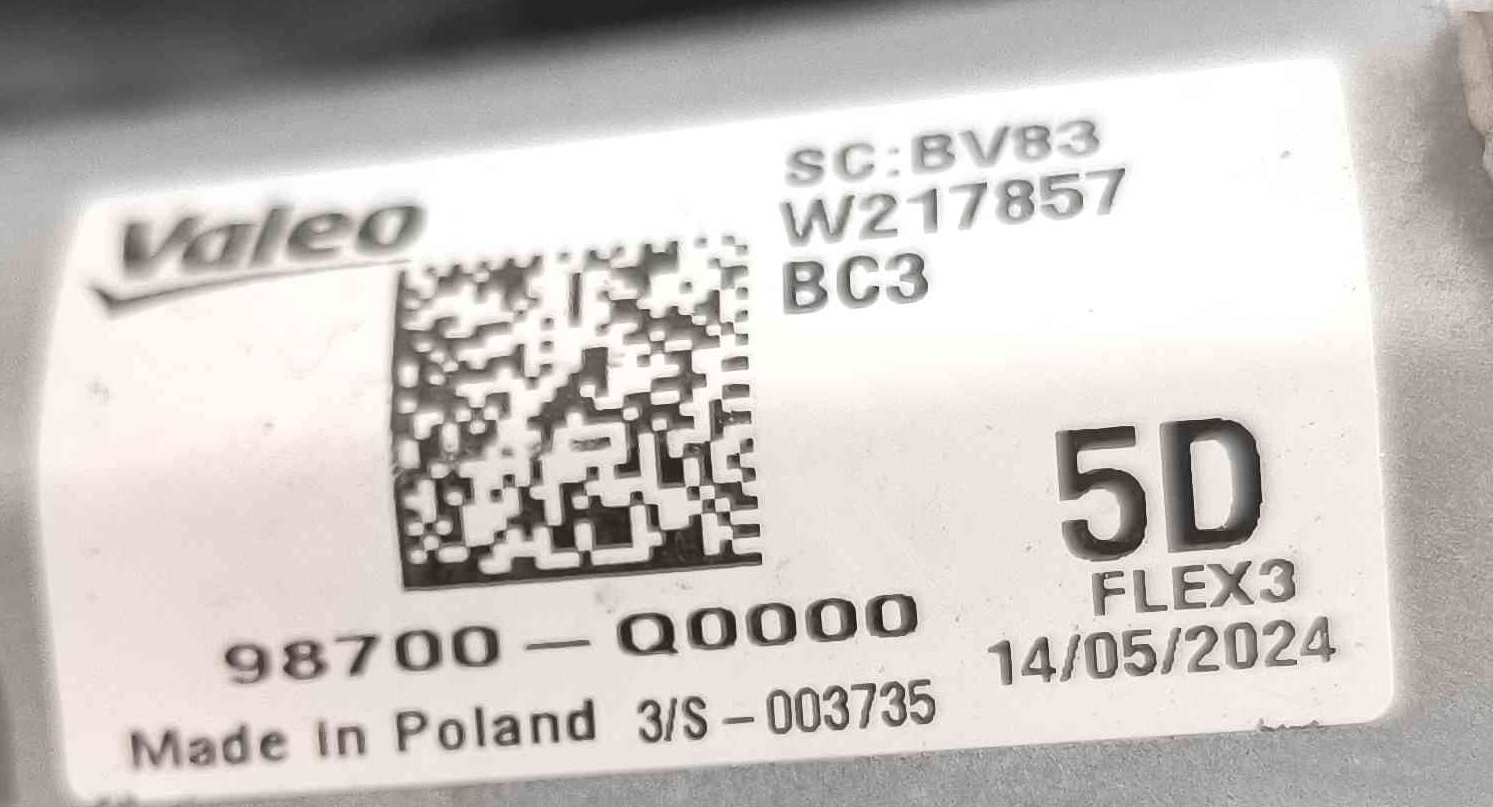 Valeo
SC:BV83
W217857
BC3
5D
FLEX3
14/05/2024
98700-Q0000
Made In Poland 3/S-003735